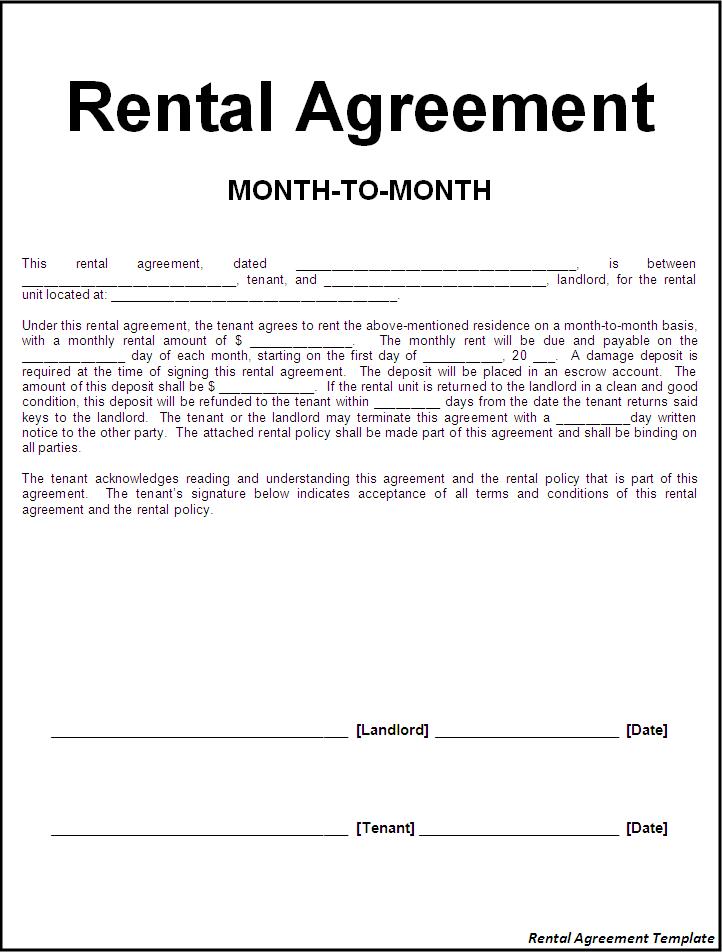 Rental Agreement
MONTH-TO-MONTH
This rental agreement, dated ____________________________________, is between
____________________________, tenant, and ____________________________, landlord, for the rental
unit located at: ______________________________________.
Under this rental agreement, the tenant agrees to rent the above-mentioned residence on a month-to-month basis,
with a monthly rental amount of $ ______________. The monthly rent will be due and payable on the
______________ day of each month, starting on the first day of ___________, 20 ___. A damage deposit is
required at the time of signing this rental agreement. The deposit will be placed in an escrow account. The
amount of this deposit shall be $ _____________. If the rental unit is returned to the landlord in a clean and good
condition, this deposit will be refunded to the tenant within _________ days from the date the tenant returns said
keys to the landlord. The tenant or the landlord may terminate this agreement with a __________day written
notice to the other party. The attached rental policy shall be made part of this agreement and shall be binding on
all parties.
The tenant acknowledges reading and understanding this agreement and the rental policy that is part of this
agreement. The tenant's signature below indicates acceptance of all terms and conditions of this rental
agreement and the rental policy.
____________________________________ [Landlord] ______________________ [Date]
____________________________________ [Tenant] ________________________ [Date]
Rental Agreement Template